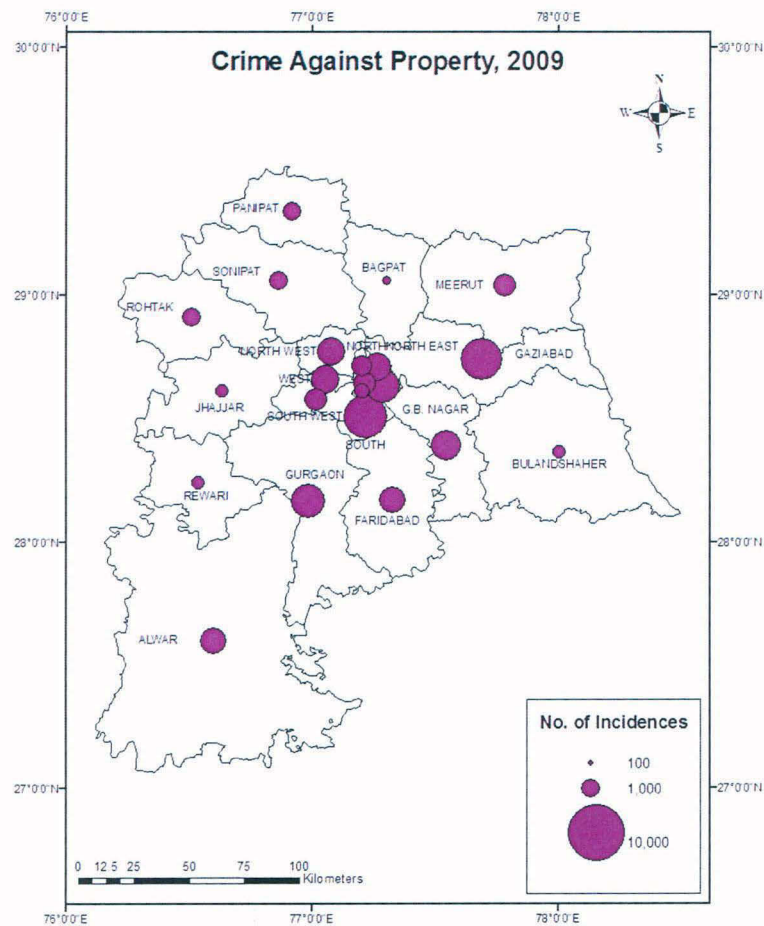 76°0'0"E 77°0'0"E 78°0'0"E
30°0'0"N 30°0'0"N
Crime Against Property, 2009
N
W E
S
PANIPAT
SONIPAT BAGPAT MEERUT
29°0'0"N 29°0'0"N
ROHTAK
NORTH WEST NORTH NORTH EAST GAZIABAD
WEST
JHAJJAR SOUTH WEST G.B. NAGAR
SOUTH
GURGAON BULANDSHAHER
REWARI
FARIDABAD
28°0'0"N 28°0'0"N
ALWAR
No. of Incidences
100
1,000
10,000
27°0'0"N 27°0'0"N
0 12.5 25 50 75 100
Kilometers
76°0'0"E 77°0'0"E 78°0'0"E